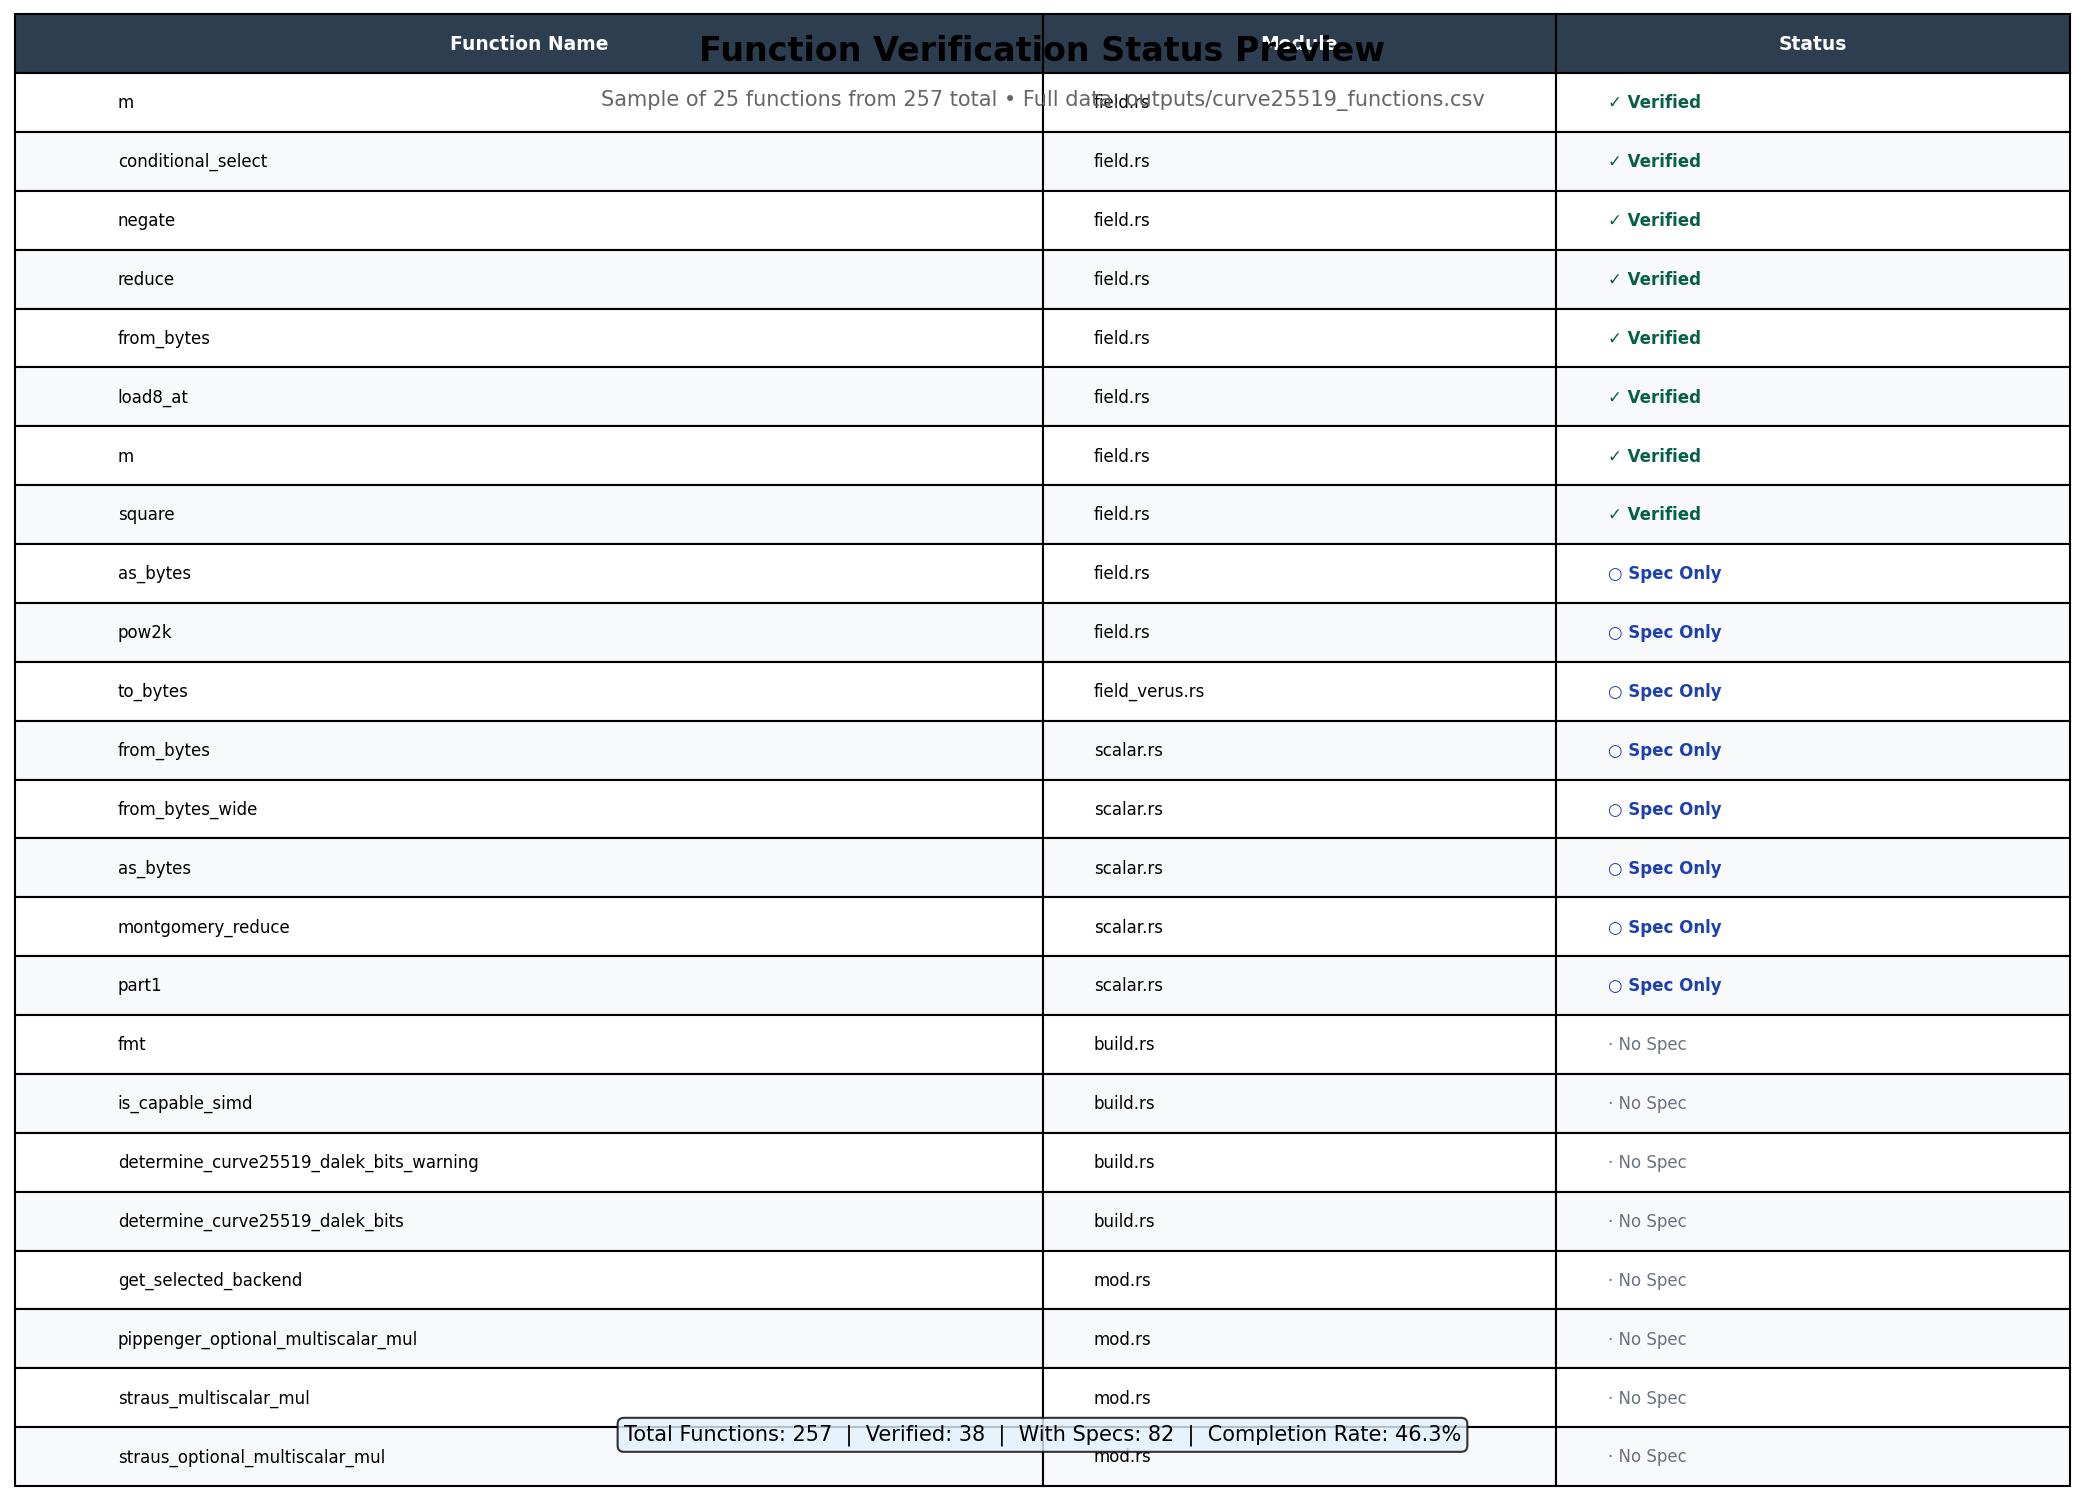 Function Verification Status Preview
Sample of 25 functions from 257 total • Full data: outputs/curve25519_functions.csv
Function Name Module Status
m field.rs ✓ Verified
conditional_select field.rs ✓ Verified
negate field.rs ✓ Verified
reduce field.rs ✓ Verified
from_bytes field.rs ✓ Verified
load8_at field.rs ✓ Verified
m field.rs ✓ Verified
square field.rs ✓ Verified
as_bytes field.rs ○ Spec Only
pow2k field.rs ○ Spec Only
to_bytes field_verus.rs ○ Spec Only
from_bytes scalar.rs ○ Spec Only
from_bytes_wide scalar.rs ○ Spec Only
as_bytes scalar.rs ○ Spec Only
montgomery_reduce scalar.rs ○ Spec Only
part1 scalar.rs ○ Spec Only
fmt build.rs · No Spec
is_capable_simd build.rs · No Spec
determine_curve25519_dalek_bits_warning build.rs · No Spec
determine_curve25519_dalek_bits build.rs · No Spec
get_selected_backend mod.rs · No Spec
pippenger_optional_multiscalar_mul mod.rs · No Spec
straus_multiscalar_mul mod.rs · No Spec
Total Functions: 257 | Verified: 38 | With Specs: 82 | Completion Rate: 46.3%
straus_optional_multiscalar_mul mod.rs · No Spec